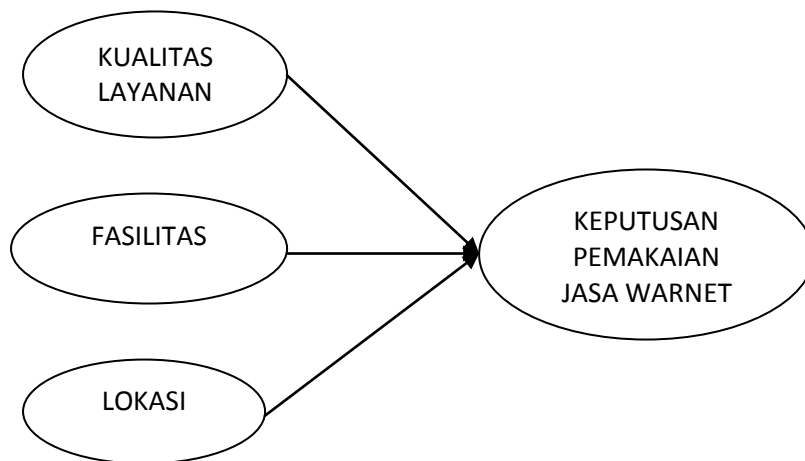 KUALITAS
LAYANAN
FASILITAS
LOKASI
KEPUTUSAN
PEMAKAIAN
JASA WARNET